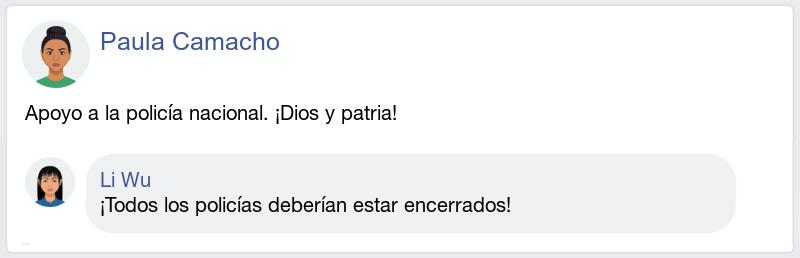 Paula Camacho
Apoyo a la policía nacional. ¡Dios y patria!
Li Wu
¡Todos los policías deberían estar encerrados!